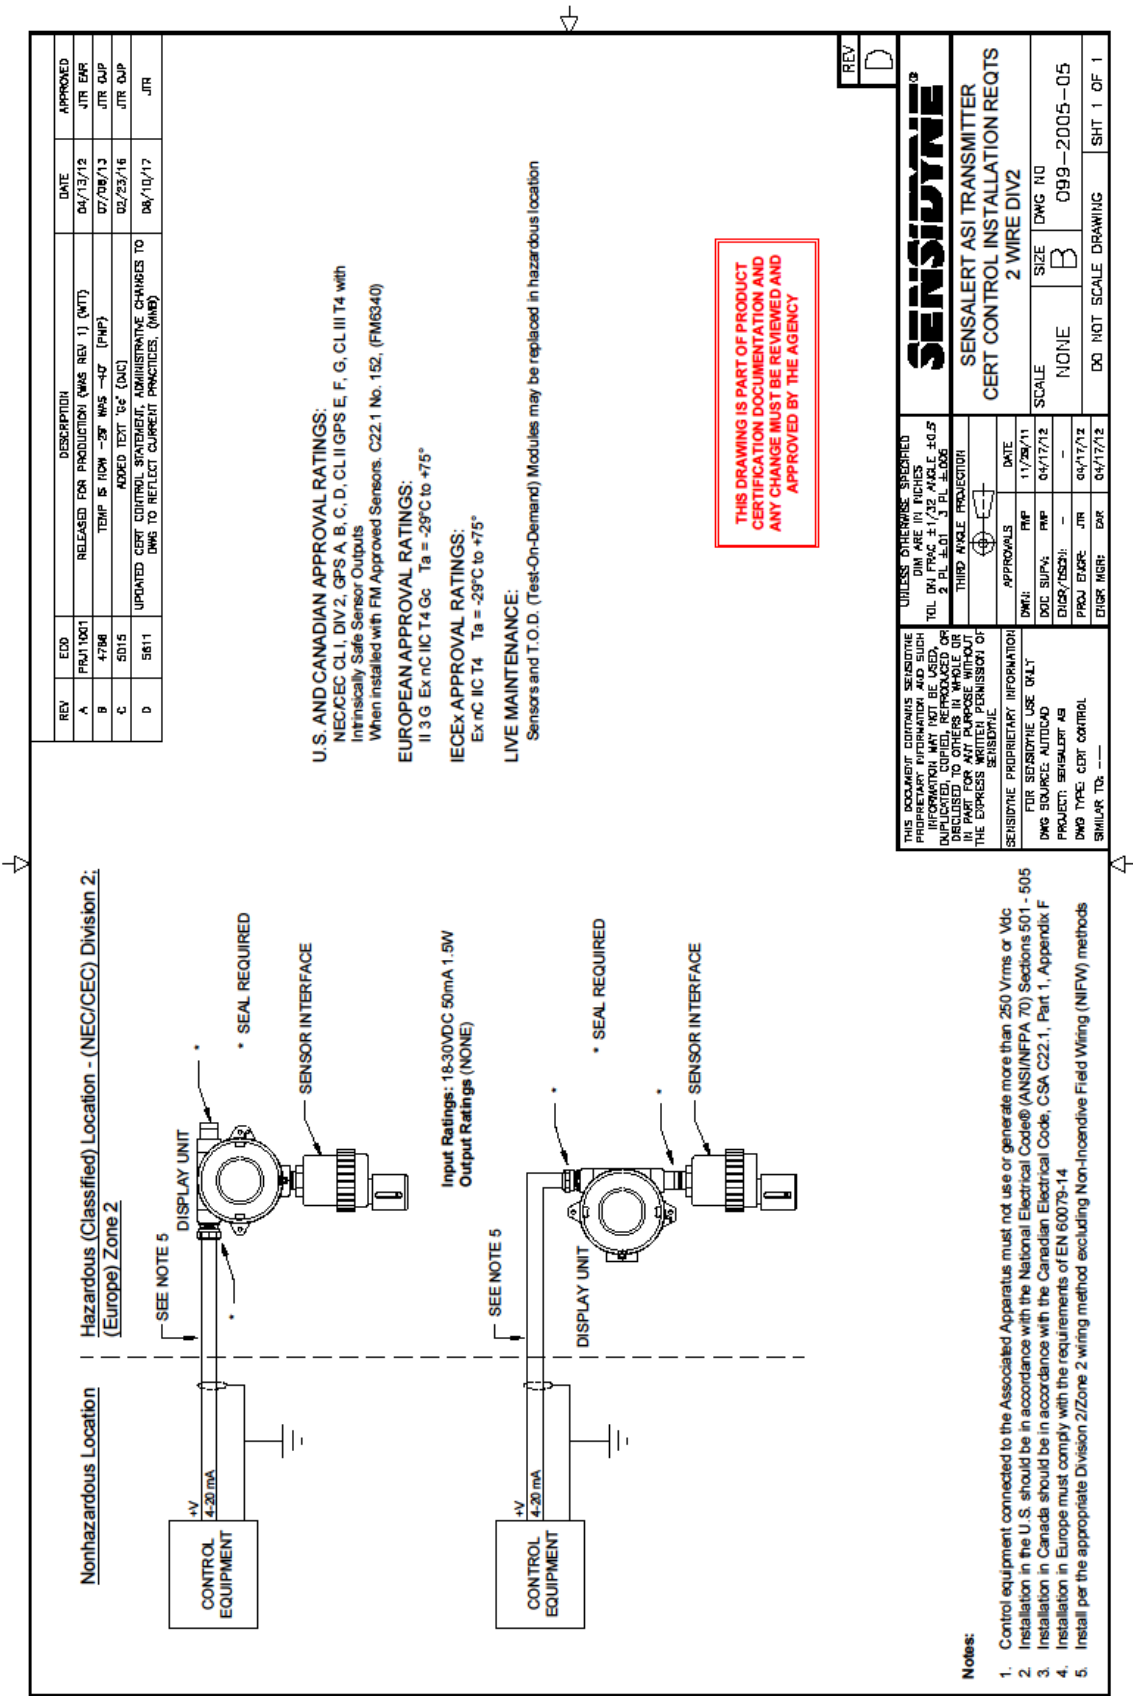 Nonhazardous Location
Hazardous (Classified) Location - (NEC/CEC) Division 2;
(Europe) Zone 2
CONTROL
EQUIPMENT
+V
4-20 mA
SEE NOTE 5
DISPLAY UNIT
*
*
* SEAL REQUIRED
SENSOR INTERFACE
Input Ratings: 18-30VDC 50mA 1.5W
Output Ratings (NONE)
CONTROL
EQUIPMENT
+V
4-20 mA
SEE NOTE 5
DISPLAY UNIT
*
*
* SEAL REQUIRED
SENSOR INTERFACE
Notes:
1. Control equipment connected to the Associated Apparatus must not use or generate more than 250 Vrms or Vdc
2. Installation in the U.S. should be in accordance with the National Electrical Code® (ANSI/NFPA 70) Sections 501 - 505
3. Installation in Canada should be in accordance with the Canadian Electrical Code, CSA C22.1, Part 1, Appendix F
4. Installation in Europe must comply with the requirements of EN 60079-14
5. Install per the appropriate Division 2/Zone 2 wiring method excluding Non-Incendive Field Wiring (NIFW) methods
REV EDO DESCRIPTION DATE APPROVED
A PRJ11001 RELEASED FOR PRODUCTION (WAS REV 1) (WTT) 04/13/12 JTR EAR
B 4786 TEMP IS NOW -29° WAS -40° (PMP) 07/08/13 JTR GJP
C 5015 ADDED TEXT "Gc" (DJC) 02/23/16 JTR GJP
D 5611 UPDATED CERT CONTROL STATEMENT, ADMINISTRATIVE CHANGES TO
DWG TO REFLECT CURRENT PRACTICES, (MMB) 08/10/17 JTR
U.S. AND CANADIAN APPROVAL RATINGS:
NEC/CEC CL I, DIV 2, GPS A, B, C, D, CL II GPS E, F, G, CL III T4 with
Intrinsically Safe Sensor Outputs
When installed with FM Approved Sensors. C22.1 No. 152, (FM6340)
EUROPEAN APPROVAL RATINGS:
II 3 G Ex nC IIC T4 Gc Ta = -29°C to +75°
IECEx APPROVAL RATINGS:
Ex nC IIC T4 Ta = -29°C to +75°
LIVE MAINTENANCE:
Sensors and T.O.D. (Test-On-Demand) Modules may be replaced in hazardous location
THIS DRAWING IS PART OF PRODUCT
CERTIFICATION DOCUMENTATION AND
ANY CHANGE MUST BE REVIEWED AND
APPROVED BY THE AGENCY
REV
D
THIS DOCUMENT CONTAINS SENSIDYNE
PROPRIETARY INFORMATION AND SUCH
INFORMATION MAY NOT BE USED,
DUPLICATED, COPIED, REPRODUCED OR
DISCLOSED TO OTHERS IN WHOLE OR
IN PART FOR ANY PURPOSE WITHOUT
THE EXPRESS WRITTEN PERMISSION OF
SENSIDYNE
SENSIDYNE PROPRIETARY INFORMATION
FOR SENSIDYNE USE ONLY
DWG SOURCE: AUTOCAD
PROJECT: SENSALERT ASI
DWG TYPE: CERT CONTROL
SIMILAR TO: ---
UNLESS OTHERWISE SPECIFIED
DIM ARE IN INCHES
TOL ON FRAC ±1/32 ANGLE ±0.5°
2 PL ±.01 3 PL ±.005
THIRD ANGLE PROJECTION
APPROVALS DATE
DWN: PMP 11/29/11
DOC SUPV: PMP 04/17/12
ENGR/DSGN: - -
PROJ ENGR: JTR 04/17/12
ENGR MGR: EAR 04/17/12
SENSIDYNE®
SENSALERT ASI TRANSMITTER
CERT CONTROL INSTALLATION REQTS
2 WIRE DIV2
SCALE NONE
SIZE B
DWG NO 099-2005-05
DO NOT SCALE DRAWING
SHT 1 OF 1